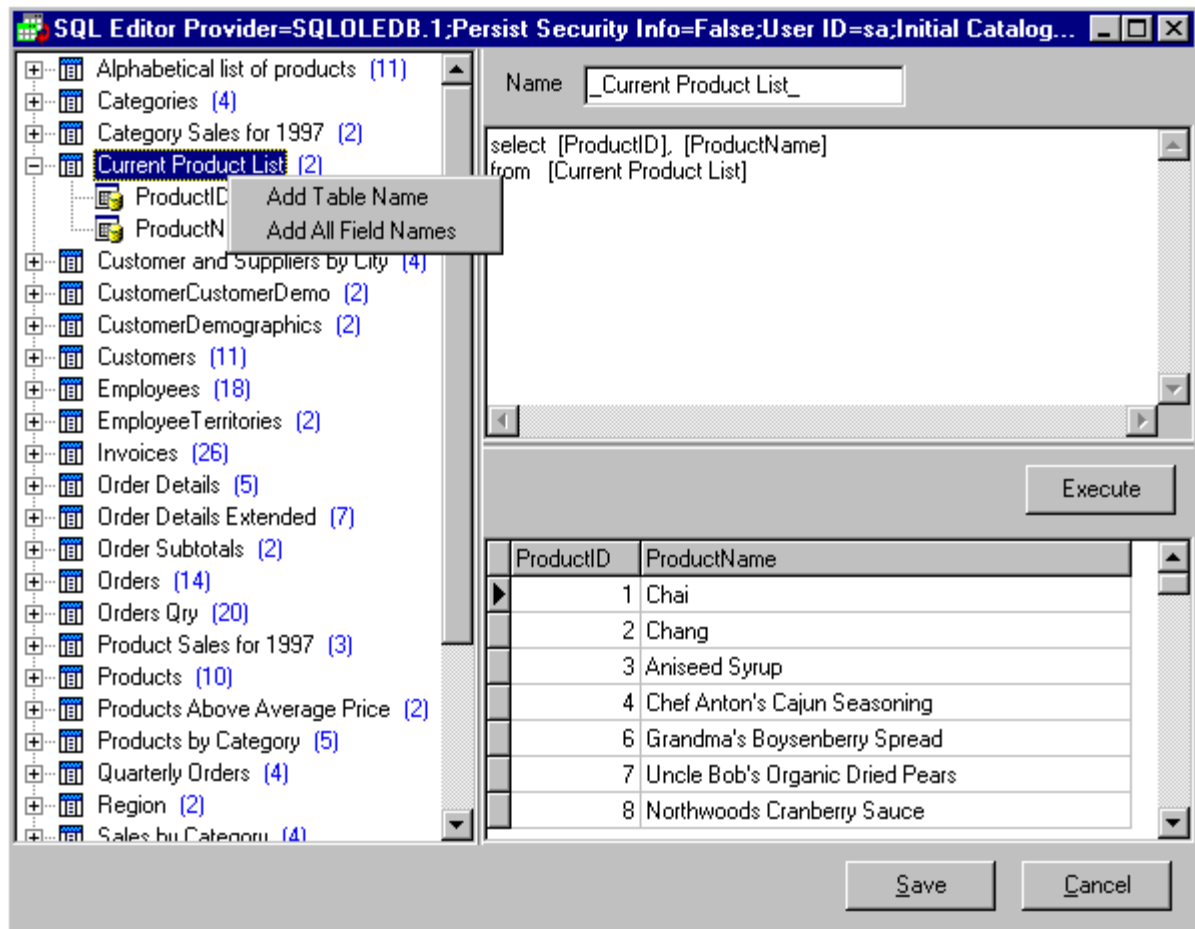 SQL Editor Provider=SQLOLEDB.1;Persist Security Info=False;User ID=sa;Initial Catalog...
Alphabetical list of products (11)
Categories (4)
Category Sales for 1997 (2)
Current Product List (2)
ProductID
ProductN
Add Table Name
Add All Field Names
Customer and Suppliers by City (4)
CustomerCustomerDemo (2)
CustomerDemographics (2)
Customers (11)
Employees (18)
EmployeeTerritories (2)
Invoices (26)
Order Details (5)
Order Details Extended (7)
Order Subtotals (2)
Orders (14)
Orders Qry (20)
Product Sales for 1997 (3)
Products (10)
Products Above Average Price (2)
Products by Category (5)
Quarterly Orders (4)
Region (2)
Sales by Category (4)
Name _Current Product List_
select [ProductID], [ProductName]
from [Current Product List]
Execute
ProductID ProductName
1 Chai
2 Chang
3 Aniseed Syrup
4 Chef Anton's Cajun Seasoning
6 Grandma's Boysenberry Spread
7 Uncle Bob's Organic Dried Pears
8 Northwoods Cranberry Sauce
Save Cancel